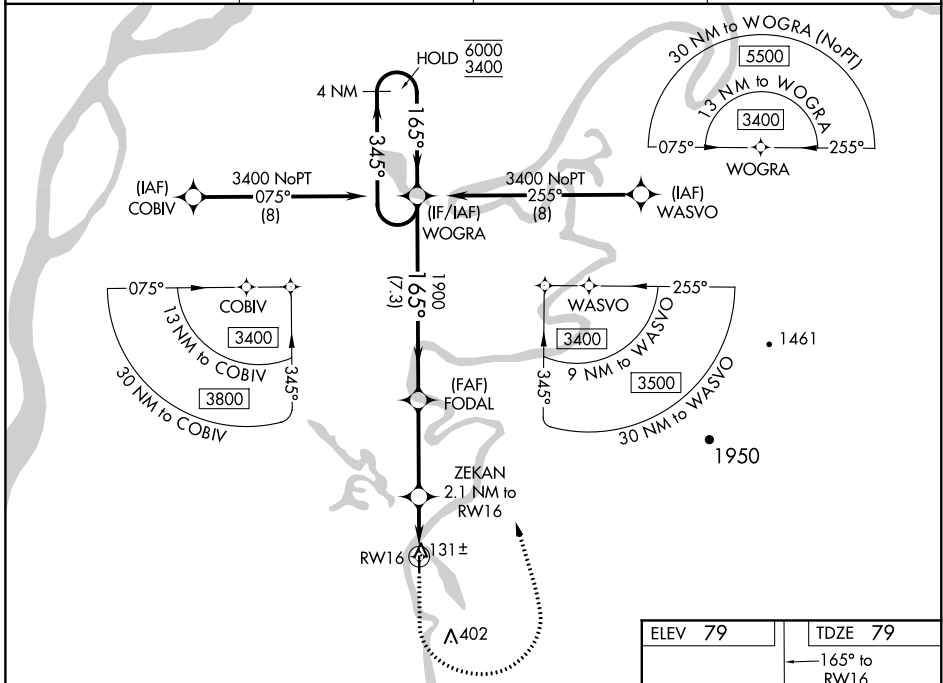 HOLD 6000
3400
4 NM
165°
345°
30 NM to WOGRA (NoPT)
5500
13 NM to WOGRA
3400
075°
255°
WOGRA
(IAF)
COBIV
3400 NoPT
075°
(8)
(IF/IAF)
WOGRA
3400 NoPT
255°
(8)
(IAF)
WASVO
1900
165°
(7.3)
075°
COBIV
13 NM to COBIV
3400
345°
3800
30 NM to COBIV
WASVO
255°
3400
9 NM to WASVO
345°
3500
30 NM to WASVO
1461
1950
(FAF)
FODAL
ZEKAN
2.1 NM to
RW16
RW16
131±
402
ELEV 79
TDZE 79
165° to
RW16